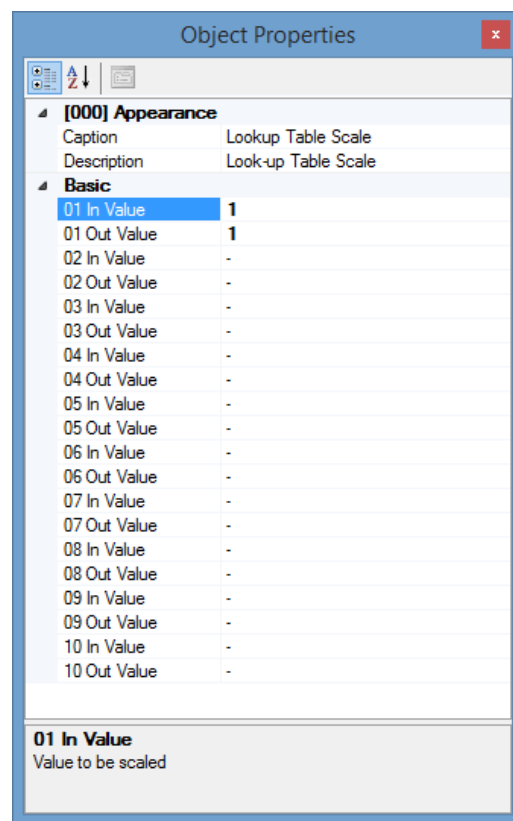 Object Properties
x
A
Z
[000] Appearance
Caption Lookup Table Scale
Description Look-up Table Scale
Basic
01 In Value 1
01 Out Value 1
02 In Value -
02 Out Value -
03 In Value -
03 Out Value -
04 In Value -
04 Out Value -
05 In Value -
05 Out Value -
06 In Value -
06 Out Value -
07 In Value -
07 Out Value -
08 In Value -
08 Out Value -
09 In Value -
09 Out Value -
10 In Value -
10 Out Value -
01 In Value
Value to be scaled